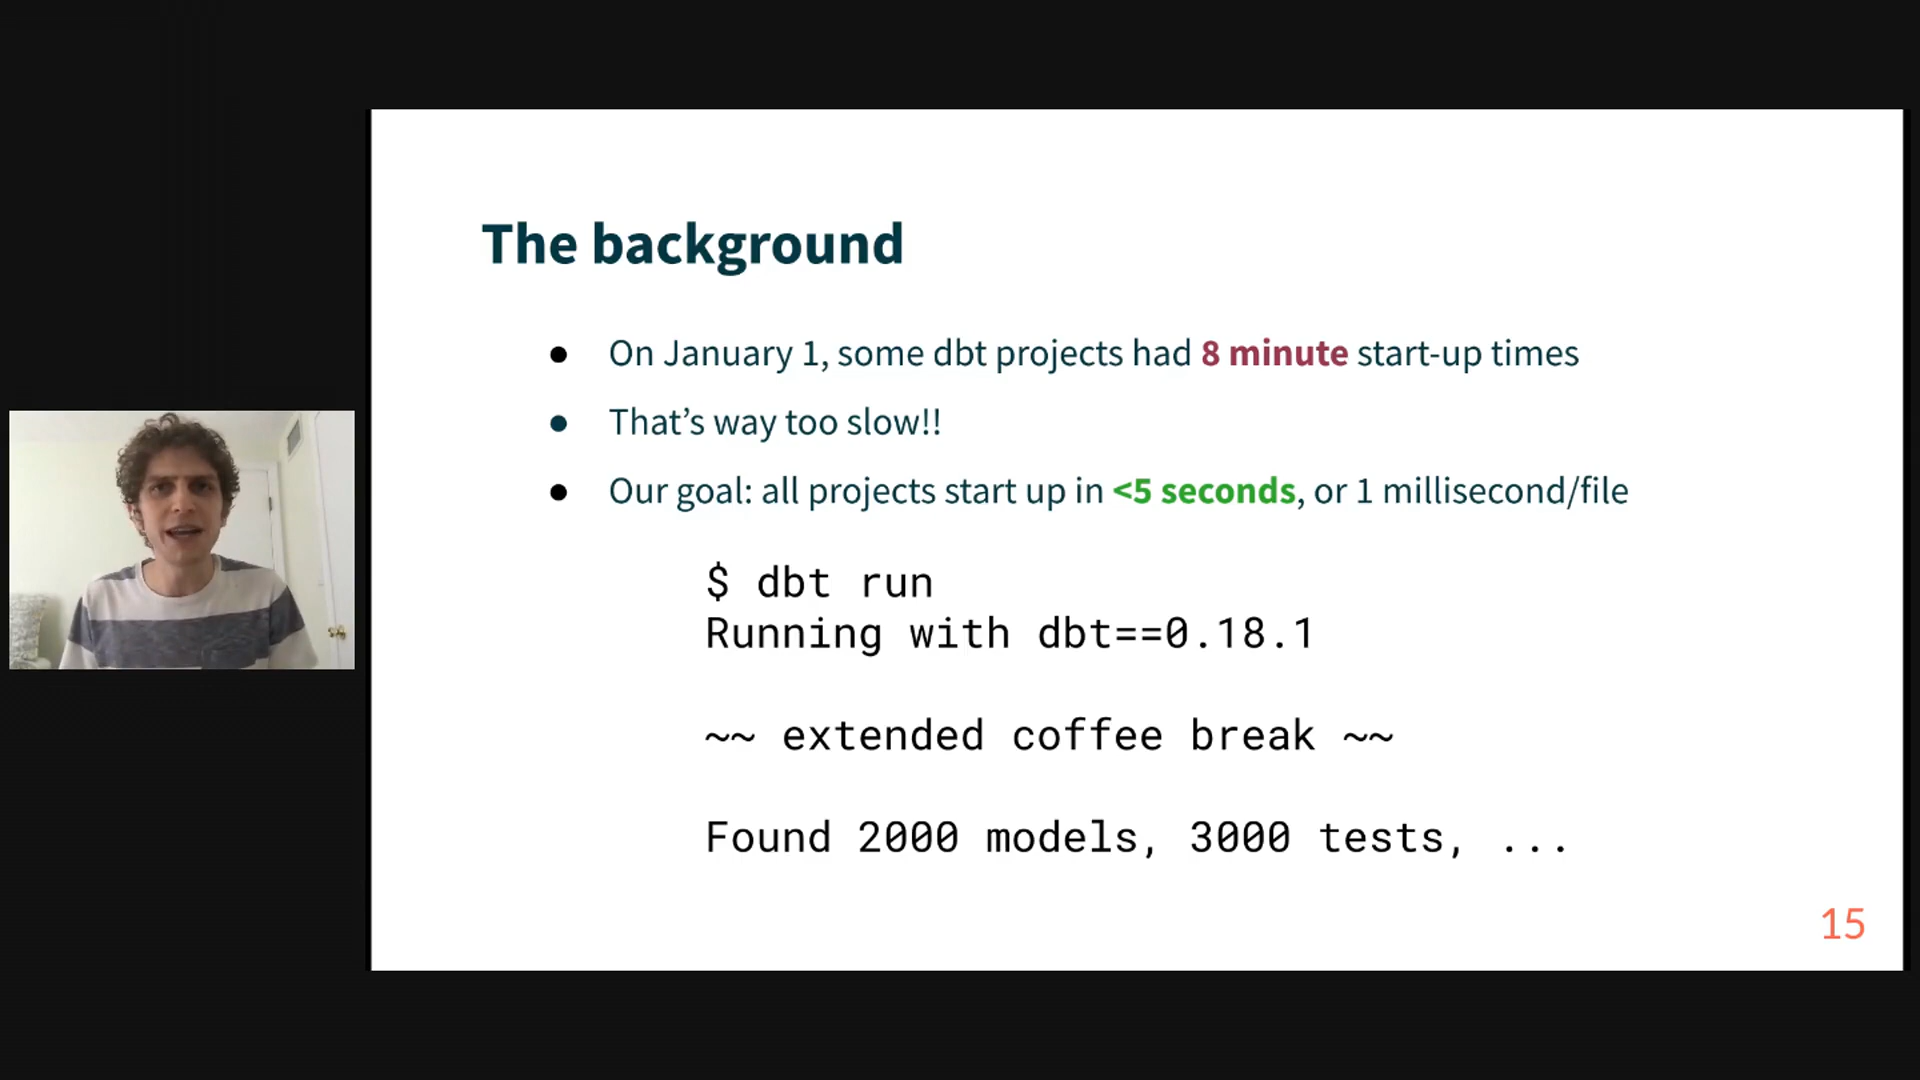 The background
● On January 1, some dbt projects had 8 minute start-up times
● That’s way too slow!!
● Our goal: all projects start up in <5 seconds, or 1 millisecond/file
$ dbt run
Running with dbt==0.18.1
~~ extended coffee break ~~
Found 2000 models, 3000 tests, ...
15